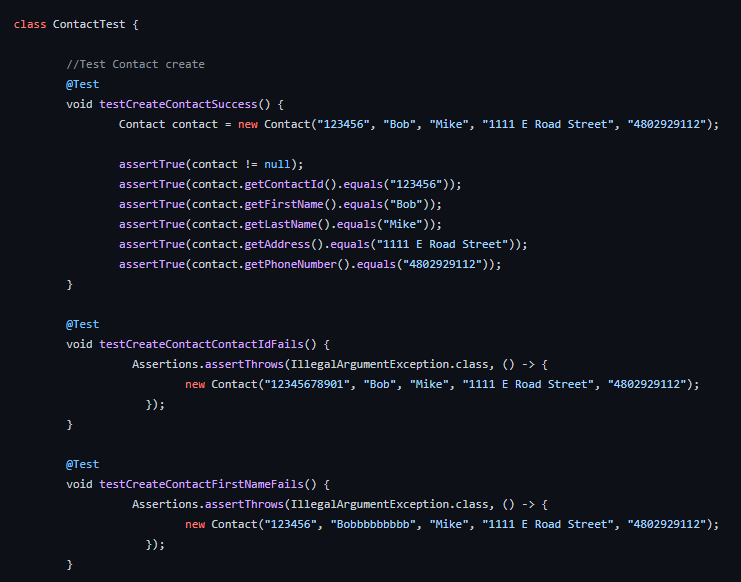 class ContactTest {
//Test Contact create
@Test
void testCreateContactSuccess() {
Contact contact = new Contact("123456", "Bob", "Mike", "1111 E Road Street", "4802929112");
assertTrue(contact != null);
assertTrue(contact.getContactId().equals("123456"));
assertTrue(contact.getFirstName().equals("Bob"));
assertTrue(contact.getLastName().equals("Mike"));
assertTrue(contact.getAddress().equals("1111 E Road Street"));
assertTrue(contact.getPhoneNumber().equals("4802929112"));
}
@Test
void testCreateContactContactIdFails() {
Assertions.assertThrows(IllegalArgumentException.class, () -> {
new Contact("12345678901", "Bob", "Mike", "1111 E Road Street", "4802929112");
});
}
@Test
void testCreateContactFirstNameFails() {
Assertions.assertThrows(IllegalArgumentException.class, () -> {
new Contact("123456", "Bobbbbbbbbb", "Mike", "1111 E Road Street", "4802929112");
});
}